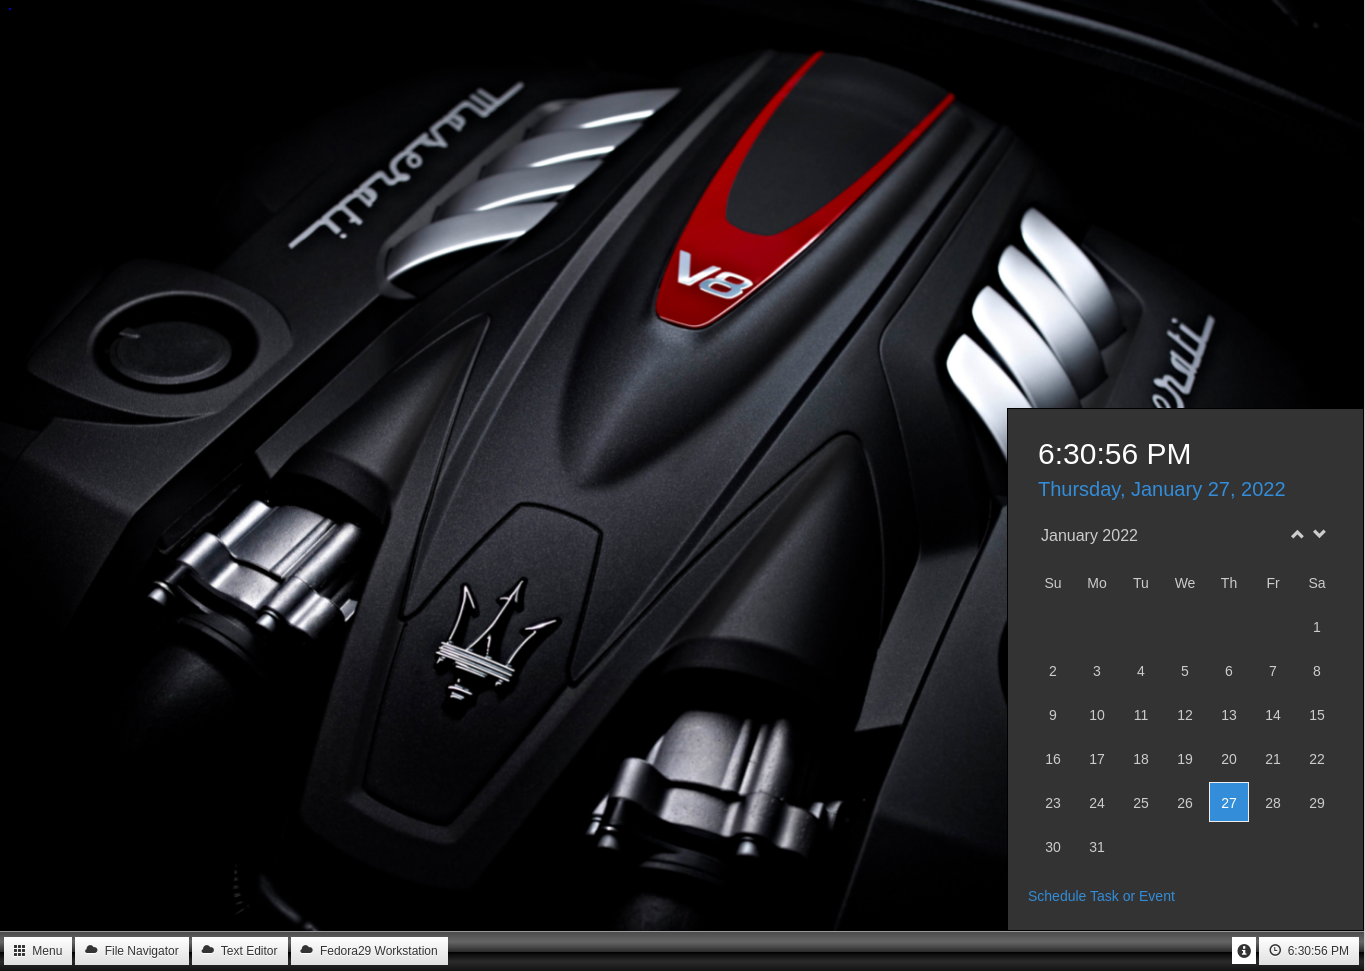 Maserati
V8
erati
6:30:56 PM
Thursday, January 27, 2022
January 2022
Su Mo Tu We Th Fr Sa
1
2 3 4 5 6 7 8
9 10 11 12 13 14 15
16 17 18 19 20 21 22
23 24 25 26 27 28 29
30 31
Schedule Task or Event
Menu File Navigator Text Editor Fedora29 Workstation 6:30:56 PM